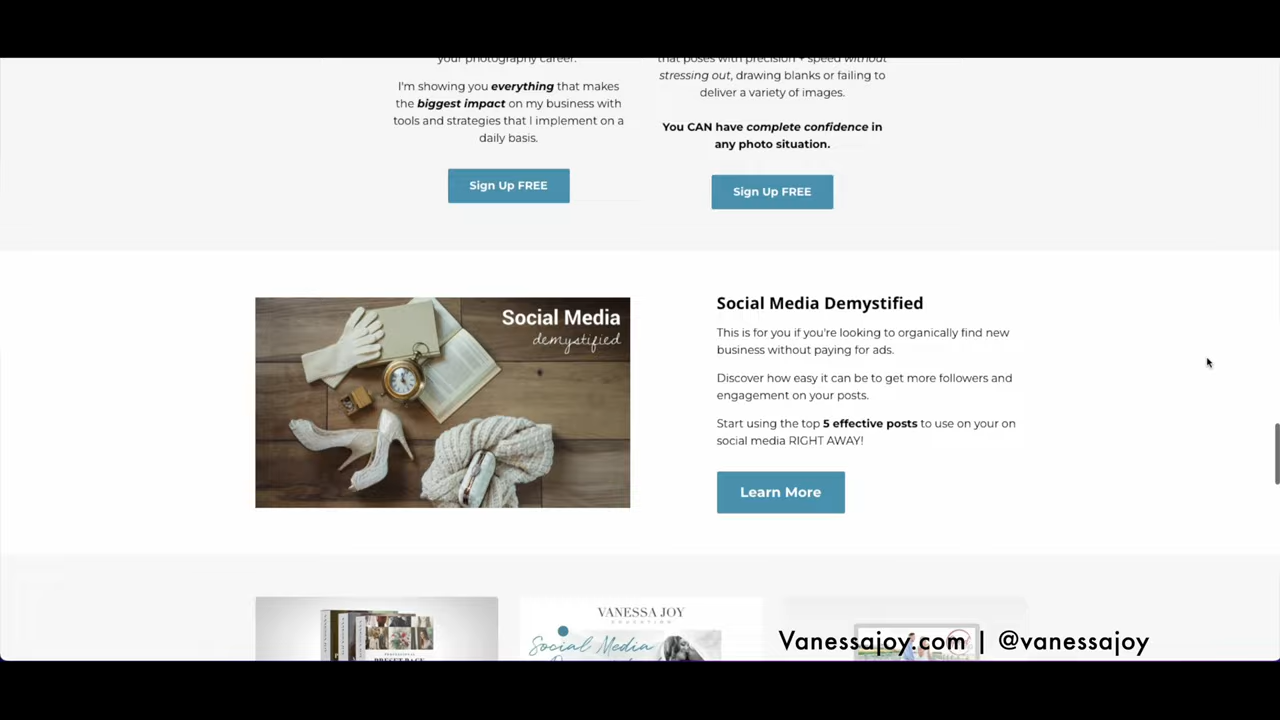 your photography career.
I'm showing you everything that makes
the biggest impact on my business with
tools and strategies that I implement on a
daily basis.
Sign Up FREE
that poses with precision + speed without
stressing out, drawing blanks or failing to
deliver a variety of images.
You CAN have complete confidence in
any photo situation.
Sign Up FREE
Social Media
demystified
Social Media Demystified
This is for you if you're looking to organically find new
business without paying for ads.
Discover how easy it can be to get more followers and
engagement on your posts.
Start using the top 5 effective posts to use on your on
social media RIGHT AWAY!
Learn More
VANESSA JOY
EDUCATION
Social Media
Vanessajoy.com | @vanessajoy